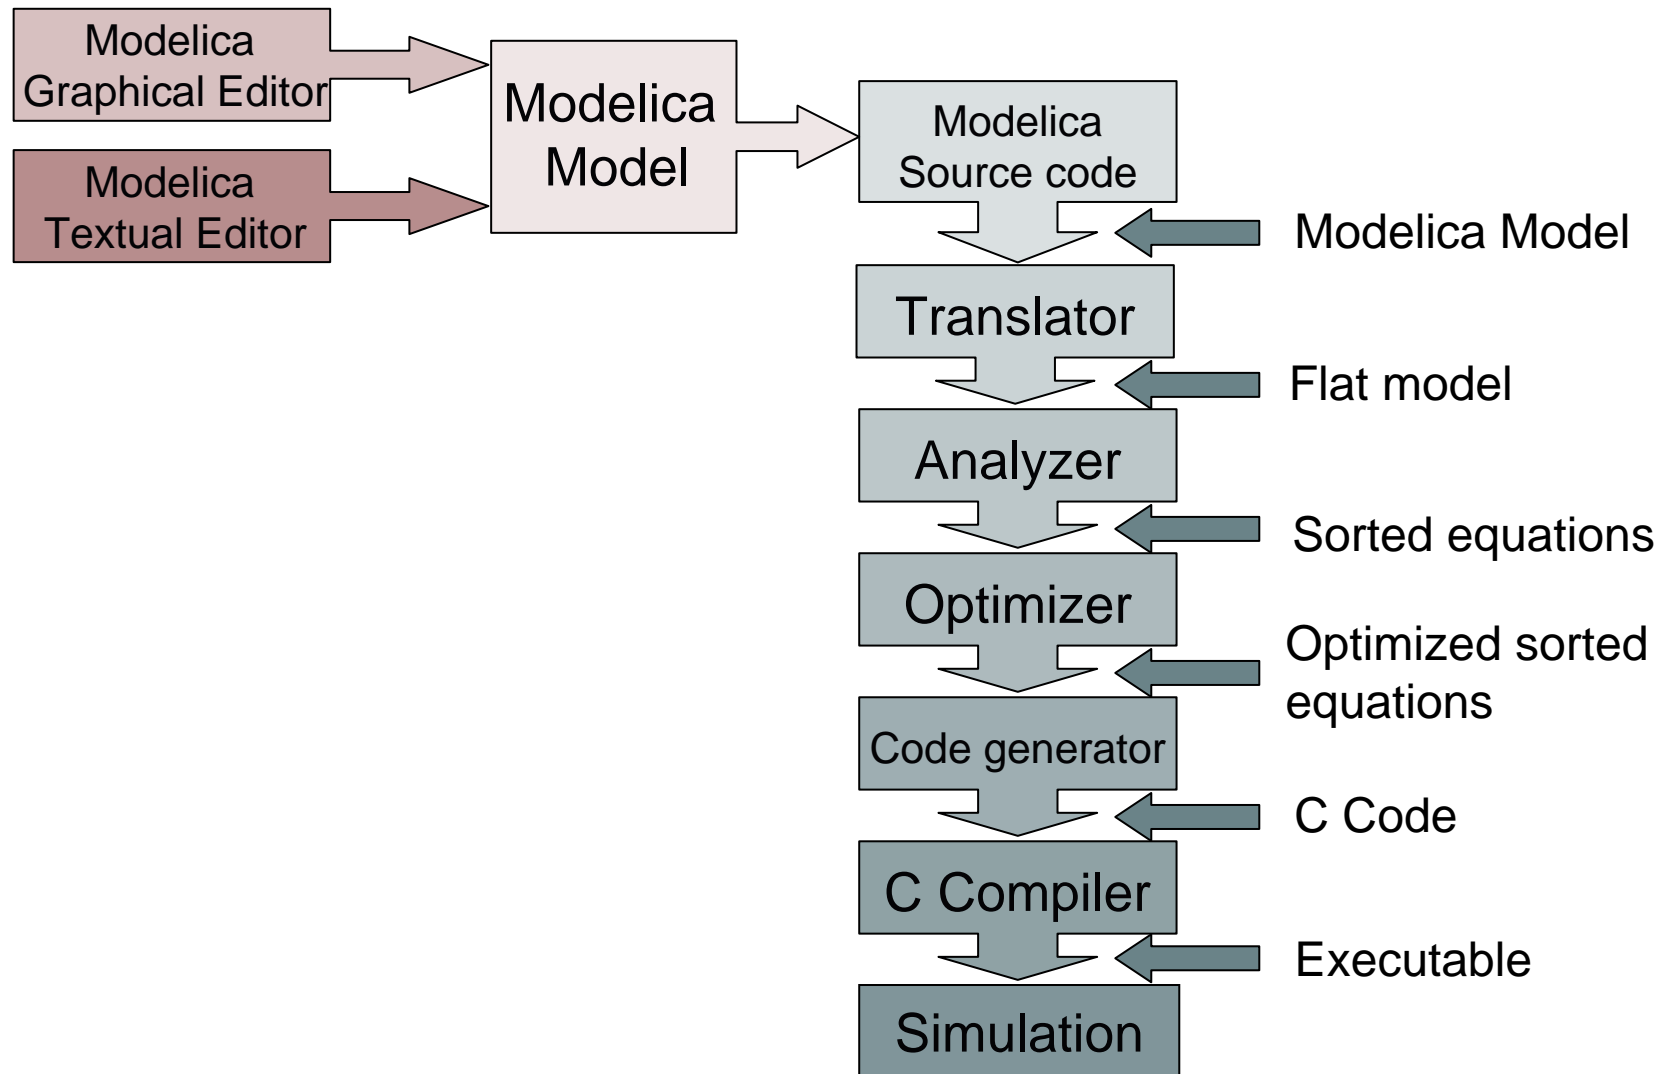 Modelica
Graphical Editor
Modelica
Textual Editor
Modelica
Model
Modelica
Source code
Modelica Model
Translator
Flat model
Analyzer
Sorted equations
Optimizer
Optimized sorted
equations
Code generator
C Code
C Compiler
Executable
Simulation